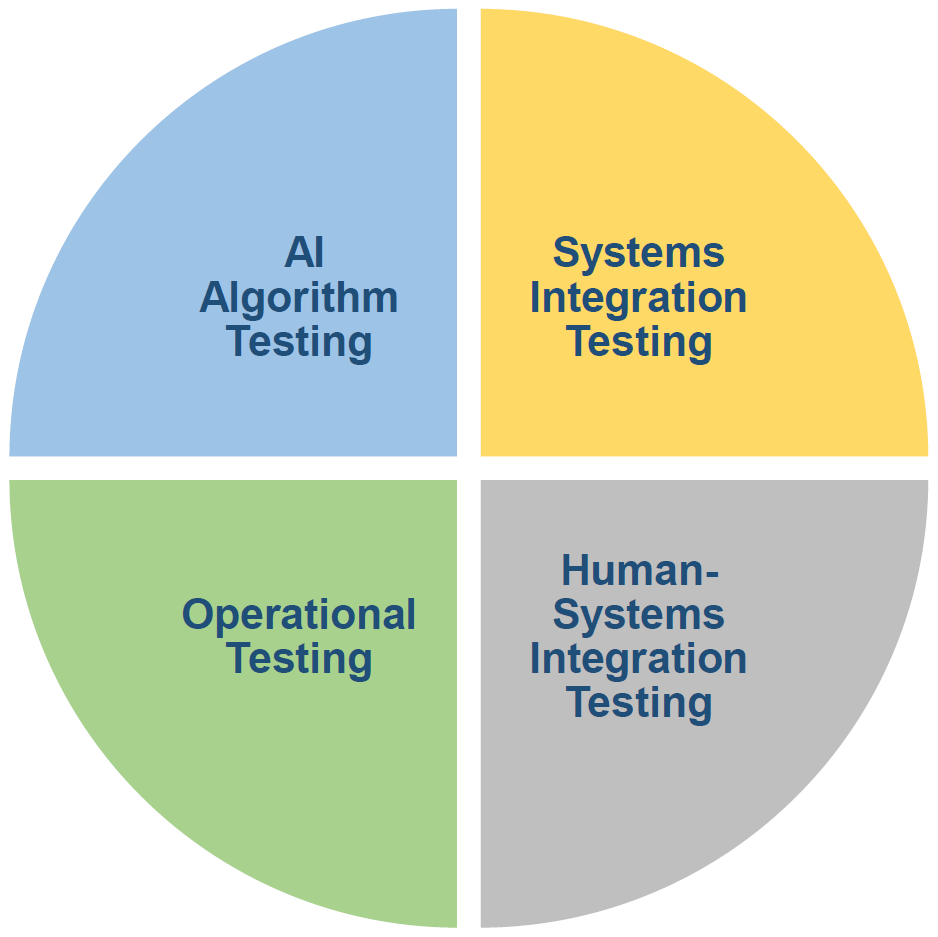 AI
Algorithm
Testing
Systems
Integration
Testing
Operational
Testing
Human-
Systems
Integration
Testing